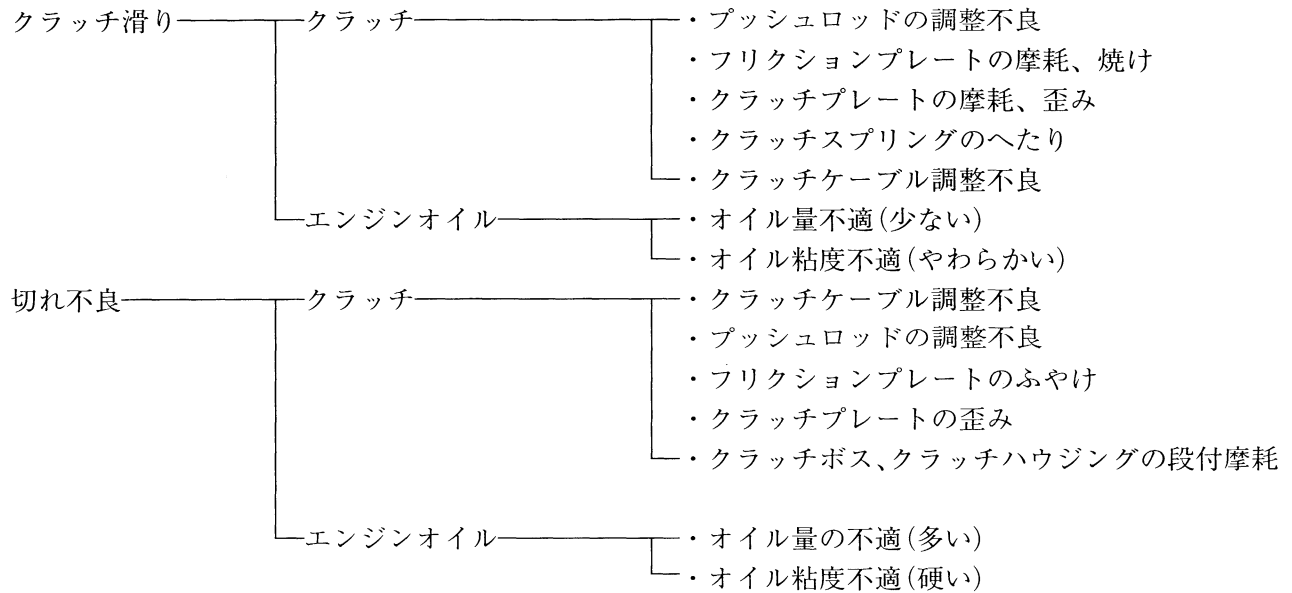 クラッチ滑り クラッチ ・プッシュロッドの調整不良
・フリクションプレートの摩耗、焼け
・クラッチプレートの摩耗、歪み
・クラッチスプリングのへたり
・クラッチケーブル調整不良
エンジンオイル ・オイル量不適(少ない)
・オイル粘度不適(やわらかい)
切れ不良 クラッチ ・クラッチケーブル調整不良
・プッシュロッドの調整不良
・フリクションプレートのふやけ
・クラッチプレートの歪み
・クラッチボス、クラッチハウジングの段付摩耗
エンジンオイル ・オイル量の不適(多い)
・オイル粘度不適(硬い)